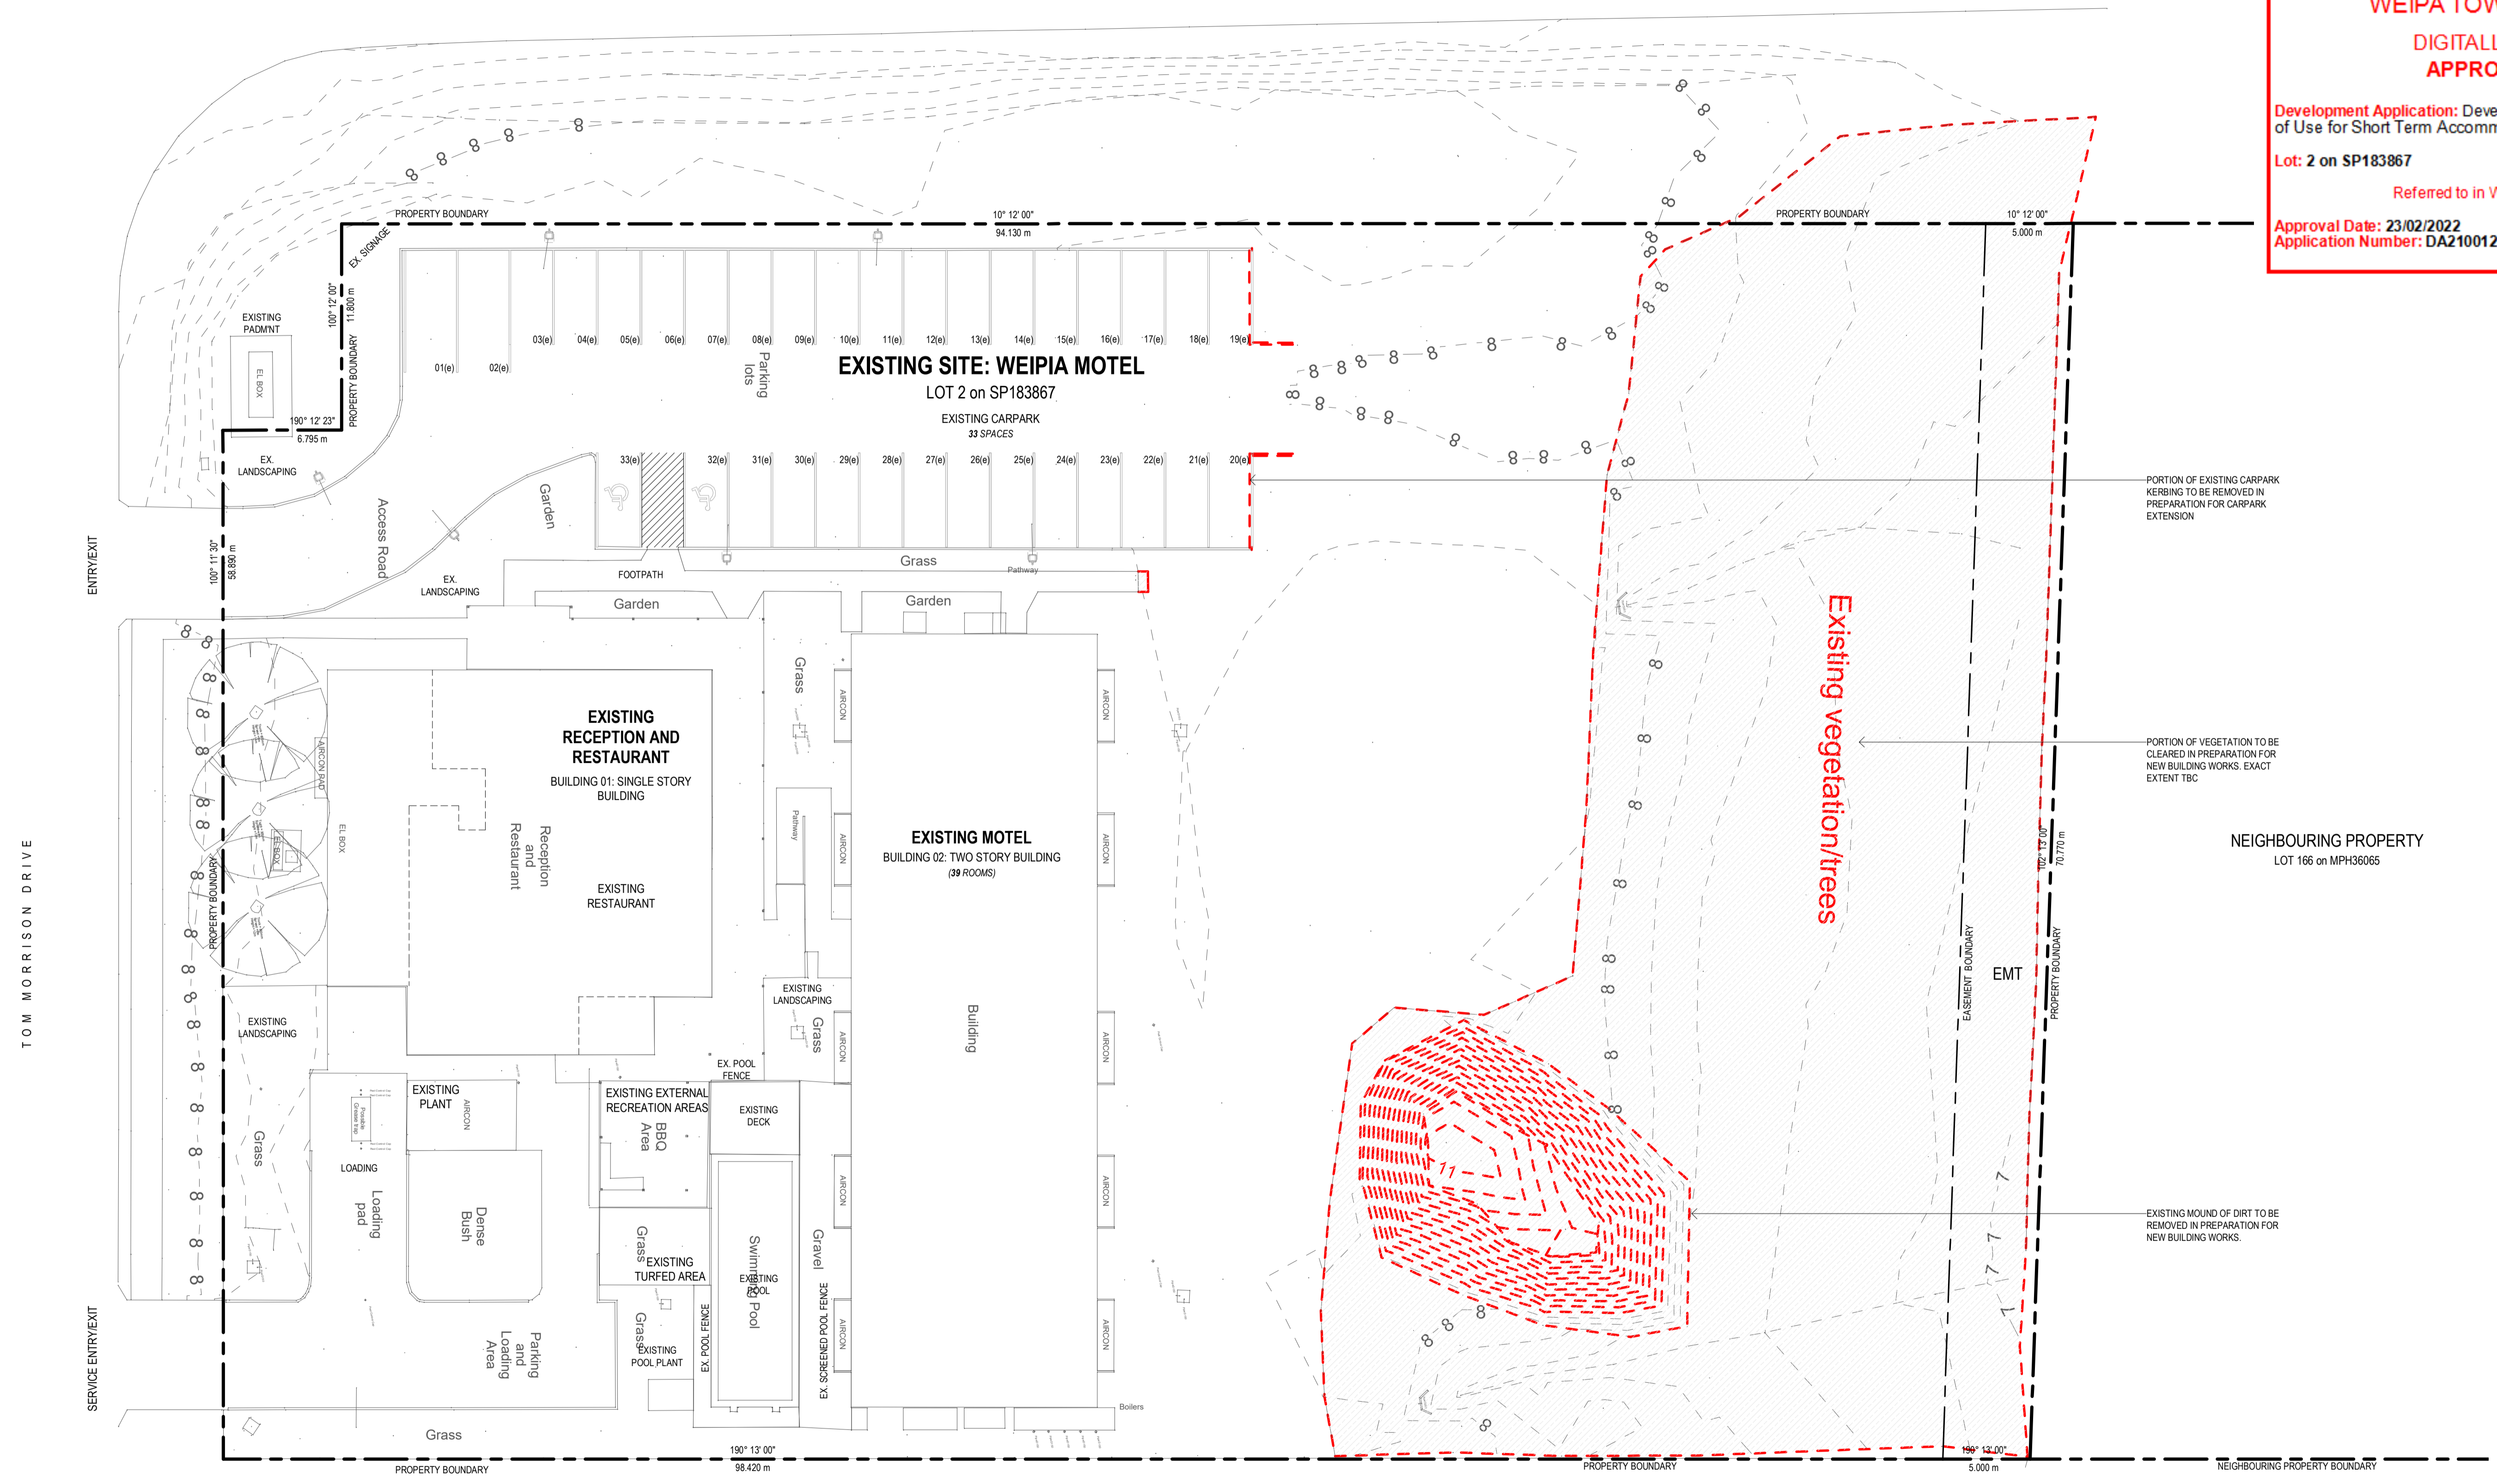 WEIPA TOW
DIGITALL
APPRO
Development Application: Deve
of Use for Short Term Accomm
Lot: 2 on SP183867
Referred to in W
Approval Date: 23/02/2022
Application Number: DA210012
PROPERTY BOUNDARY
10° 12' 00"
94.130 m
PROPERTY BOUNDARY
10° 12' 00"
5.000 m
EX. SIGNAGE
100° 12' 00"
11.800 m
PROPERTY BOUNDARY
EXISTING
PADM'NT
EL BOX
190° 12' 23"
6.795 m
EX.
LANDSCAPING
01(e)
02(e)
03(e)
04(e)
05(e)
06(e)
07(e)
08(e)
09(e)
10(e)
11(e)
12(e)
13(e)
14(e)
15(e)
16(e)
17(e)
18(e)
19(e)
Parking
lots
EXISTING SITE: WEIPIA MOTEL
LOT 2 on SP183867
EXISTING CARPARK
33 SPACES
33(e)
32(e)
31(e)
30(e)
29(e)
28(e)
27(e)
26(e)
25(e)
24(e)
23(e)
22(e)
21(e)
20(e)
PORTION OF EXISTING CARPARK
KERBING TO BE REMOVED IN
PREPARATION FOR CARPARK
EXTENSION
Access Road
Garden
ENTRY/EXIT
100° 11' 30"
58.890 m
EX.
LANDSCAPING
FOOTPATH
Grass
Pathway
Garden
Garden
Existing vegetation/trees
Grass
AIRCON
AIRCON
EXISTING
RECEPTION AND
RESTAURANT
BUILDING 01: SINGLE STORY
BUILDING
AIRCON PAD
EL BOX
EL BOX
Reception
and
Restaurant
EXISTING
RESTAURANT
Pathway
AIRCON
AIRCON
EXISTING MOTEL
BUILDING 02: TWO STORY BUILDING
(39 ROOMS)
PORTION OF VEGETATION TO BE
CLEARED IN PREPARATION FOR
NEW BUILDING WORKS. EXACT
EXTENT TBC
NEIGHBOURING PROPERTY
LOT 166 on MPH36065
102° 13' 00"
70.770 m
TOM MORRISON DRIVE
PROPERTY BOUNDARY
EASEMENT BOUNDARY
EMT
PROPERTY BOUNDARY
EXISTING
LANDSCAPING
EXISTING
LANDSCAPING
Grass
AIRCON
AIRCON
Building
EX. POOL
FENCE
EXISTING
PLANT
AIRCON
Possible
Grease trap
EXISTING EXTERNAL
RECREATION AREAS
BBQ
Area
EXISTING
DECK
Grass
LOADING
Loading
pad
Dense
Bush
AIRCON
AIRCON
11
EXISTING MOUND OF DIRT TO BE
REMOVED IN PREPARATION FOR
NEW BUILDING WORKS.
Grass
EXISTING
TURFED AREA
Swimming Pool
EXISTING
POOL
Gravel
EX. SCREENED POOL FENCE
EX. POOL FENCE
Grass
EXISTING
POOL PLANT
AIRCON
AIRCON
Parking
and
Loading
Area
SERVICE ENTRY/EXIT
Boilers
Grass
PROPERTY BOUNDARY
190° 13' 00"
98.420 m
PROPERTY BOUNDARY
190° 13' 00"
5.000 m
NEIGHBOURING PROPERTY BOUNDARY